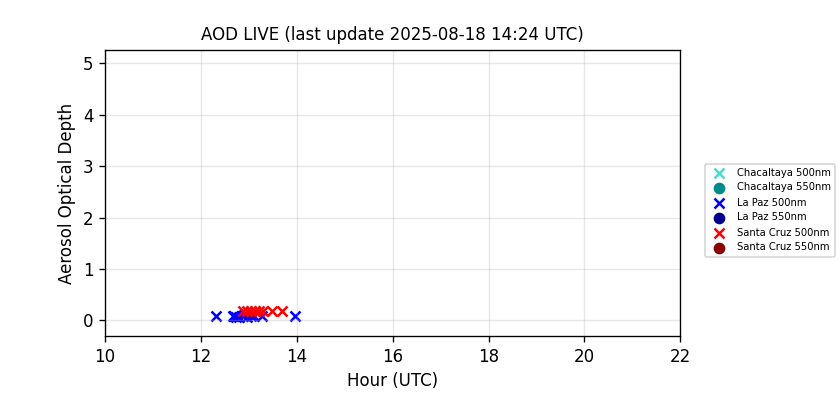 AOD LIVE (last update 2025-08-18 14:24 UTC)
Aerosol Optical Depth
5
4
3
2
1
0
10 12 14 16 18 20 22
Hour (UTC)
Chacaltaya 500nm
Chacaltaya 550nm
La Paz 500nm
La Paz 550nm
Santa Cruz 500nm
Santa Cruz 550nm